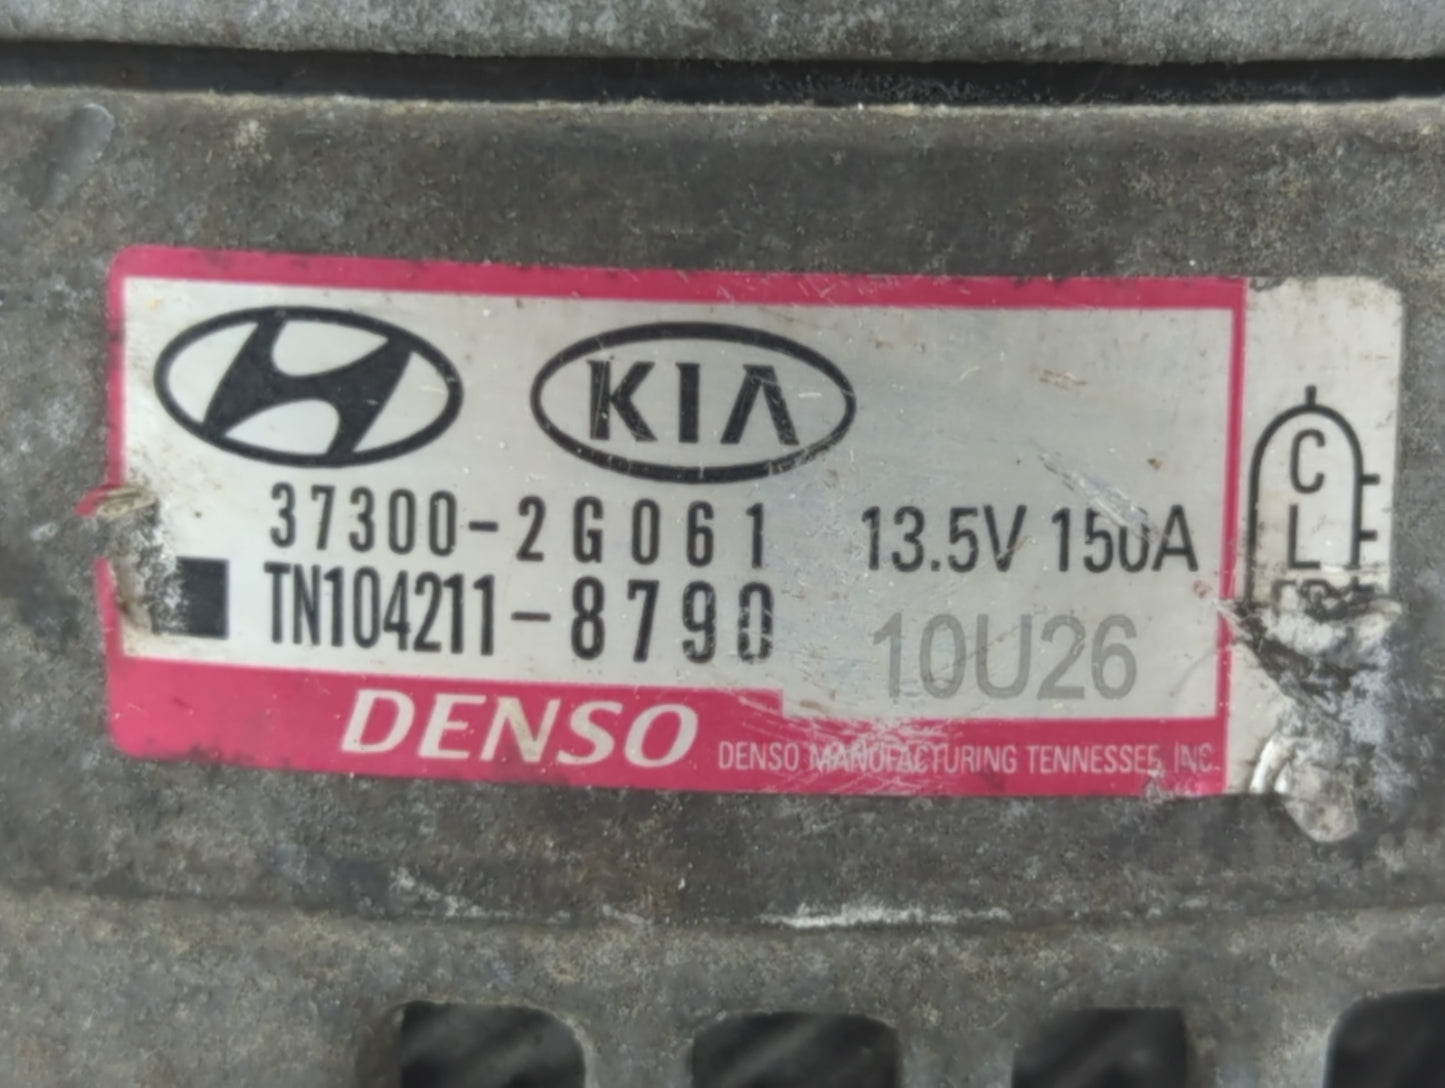 KIA
37300-2G061 13.5V 150A
TN104211-8790 10U26
DENSO DENSO MANUFACTURING TENNESSEE, INC.
C
L